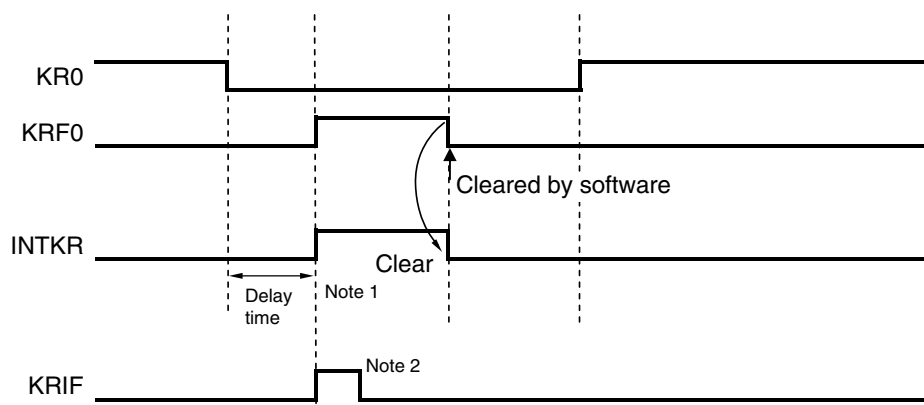 KR0
KRF0
Cleared by software
INTKR
Clear
Delay
time
Note 1
Note 2
KRIF